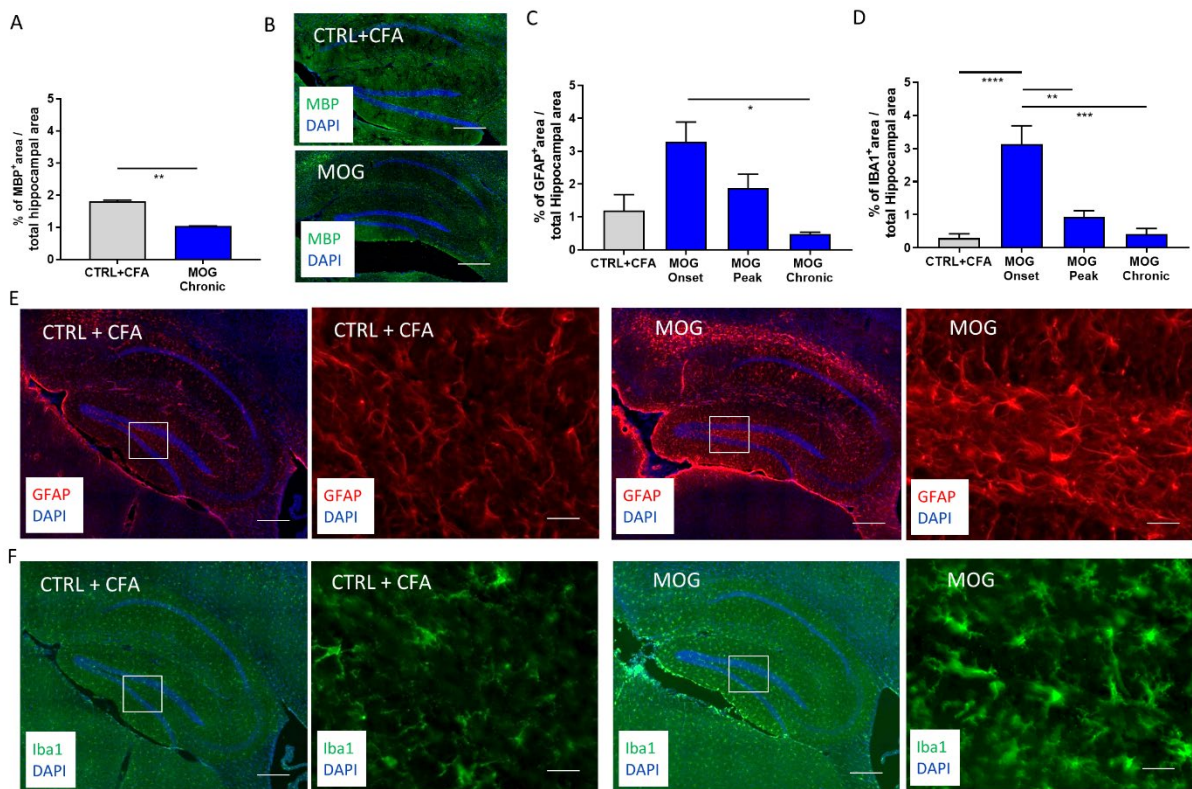 A
% of MBP⁺area /
total hippocampal area
5
4
3
2
1
0
**
CTRL+CFA
MOG
Chronic
B
CTRL+CFA
MBP
DAPI
MOG
MBP
DAPI
C
% of GFAP⁺area /
total Hippocampal area
5
4
3
2
1
0
*
CTRL+CFA
MOG
Onset
MOG
Peak
MOG
Chronic
D
% of IBA1⁺area /
total Hippocampal area
5
4
3
2
1
0
****
**
***
CTRL+CFA
MOG
Onset
MOG
Peak
MOG
Chronic
E
CTRL + CFA
GFAP
DAPI
CTRL + CFA
GFAP
MOG
GFAP
DAPI
MOG
GFAP
F
CTRL + CFA
Iba1
DAPI
CTRL + CFA
Iba1
DAPI
MOG
Iba1
DAPI
MOG
Iba1
DAPI